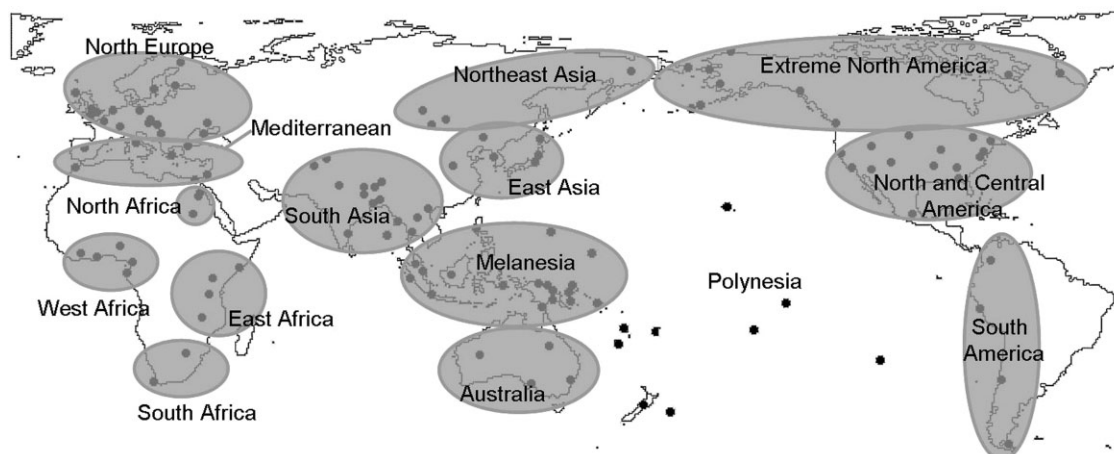 North Europe
Northeast Asia
Extreme North America
Mediterranean
East Asia
North and Central
America
North Africa
South Asia
Melanesia
Polynesia
West Africa
East Africa
South
America
Australia
South Africa